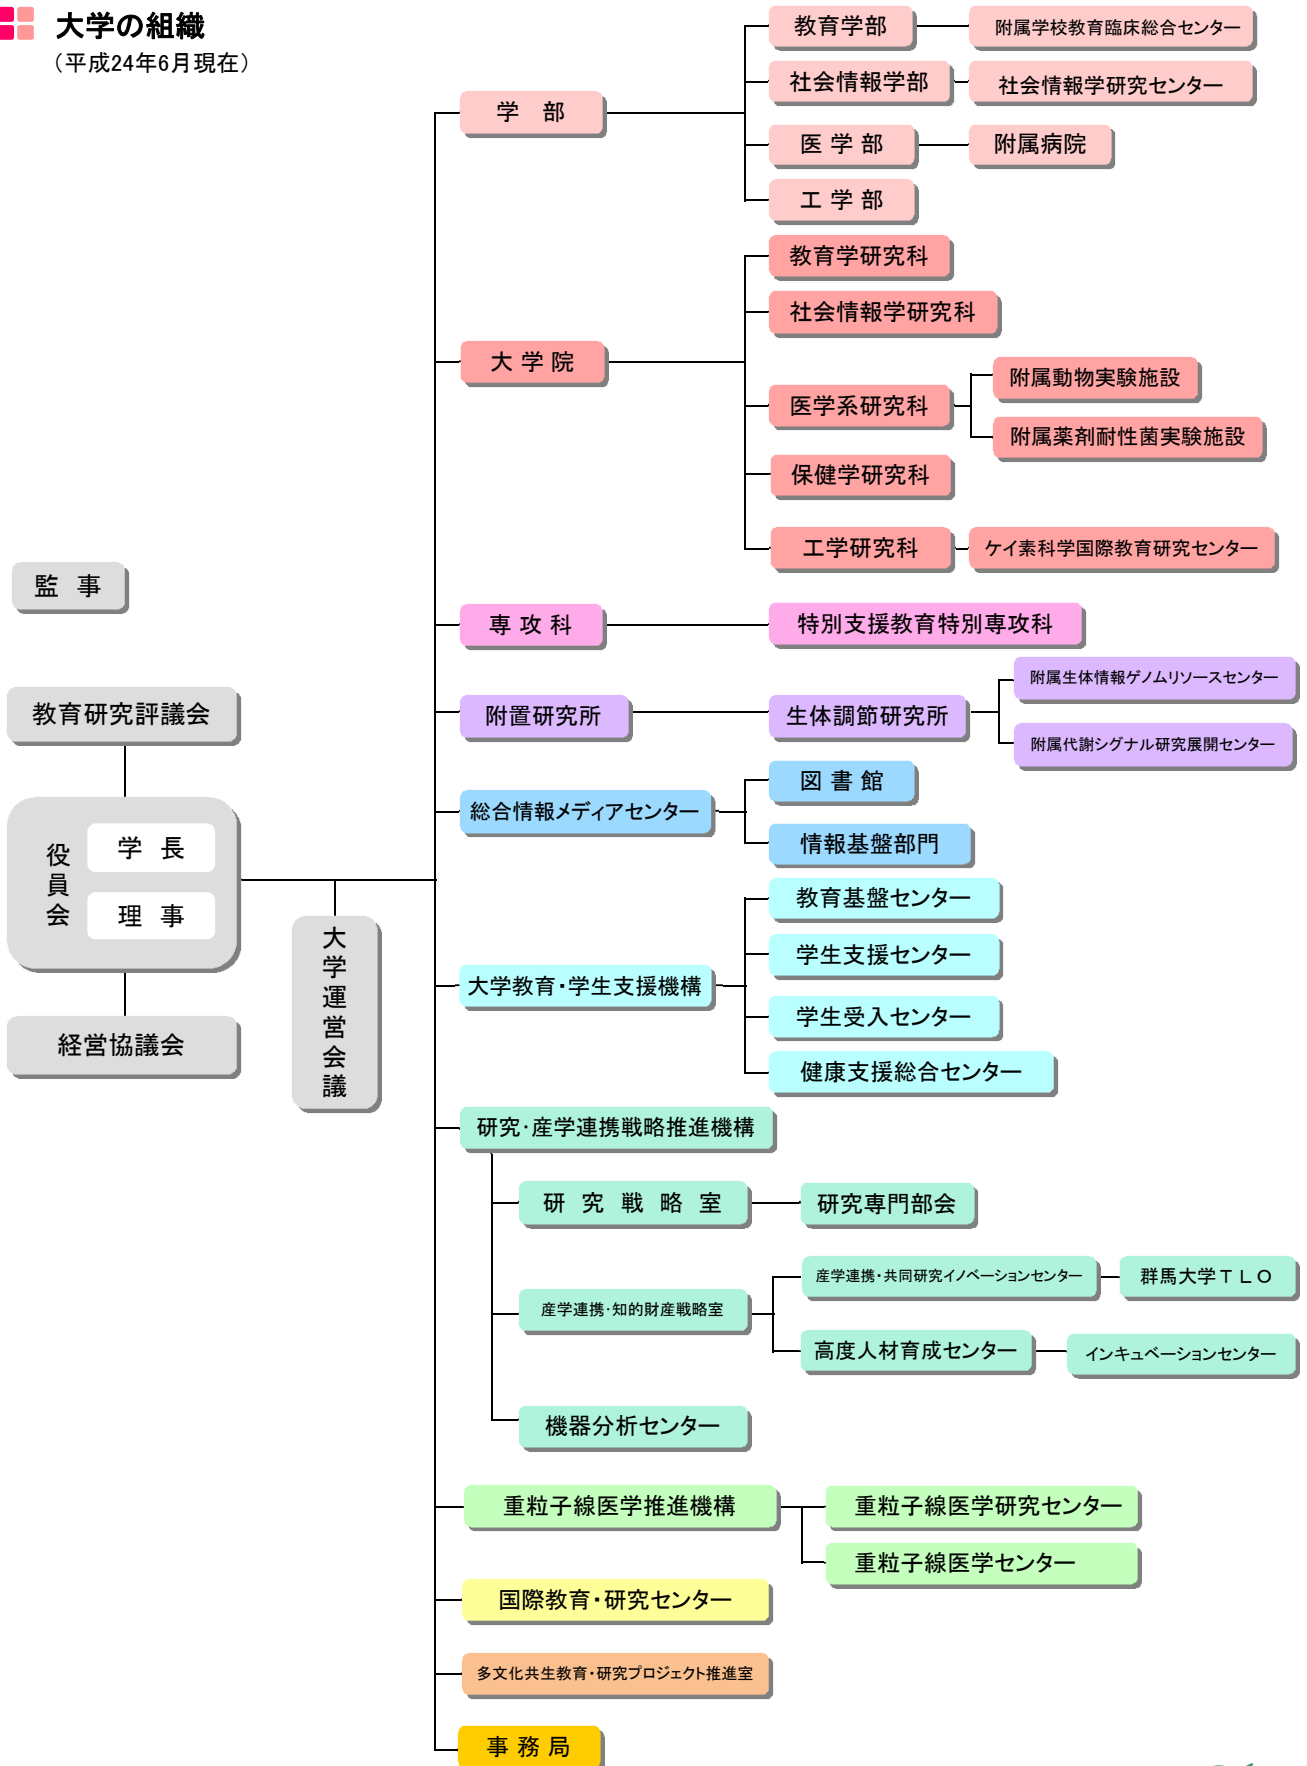 大学の組織
（平成24年6月現在）
学 部
教育学部
附属学校教育臨床総合センター
社会情報学部
社会情報学研究センター
医 学 部
附属病院
工 学 部
大 学 院
教育学研究科
社会情報学研究科
医学系研究科
附属動物実験施設
附属薬剤耐性菌実験施設
保健学研究科
工学研究科
ケイ素科学国際教育研究センター
監 事
専 攻 科
特別支援教育特別専攻科
教育研究評議会
役員会
学 長
理 事
経営協議会
大学運営会議
附置研究所
生体調節研究所
附属生体情報ゲノムリソースセンター
附属代謝シグナル研究展開センター
総合情報メディアセンター
図 書 館
情報基盤部門
大学教育・学生支援機構
教育基盤センター
学生支援センター
学生受入センター
健康支援総合センター
研究・産学連携戦略推進機構
研 究 戦 略 室
研究専門部会
産学連携・知的財産戦略室
産学連携・共同研究イノベーションセンター
群馬大学ＴＬＯ
高度人材育成センター
インキュベーションセンター
機器分析センター
重粒子線医学推進機構
重粒子線医学研究センター
重粒子線医学センター
国際教育・研究センター
多文化共生教育・研究プロジェクト推進室
事 務 局